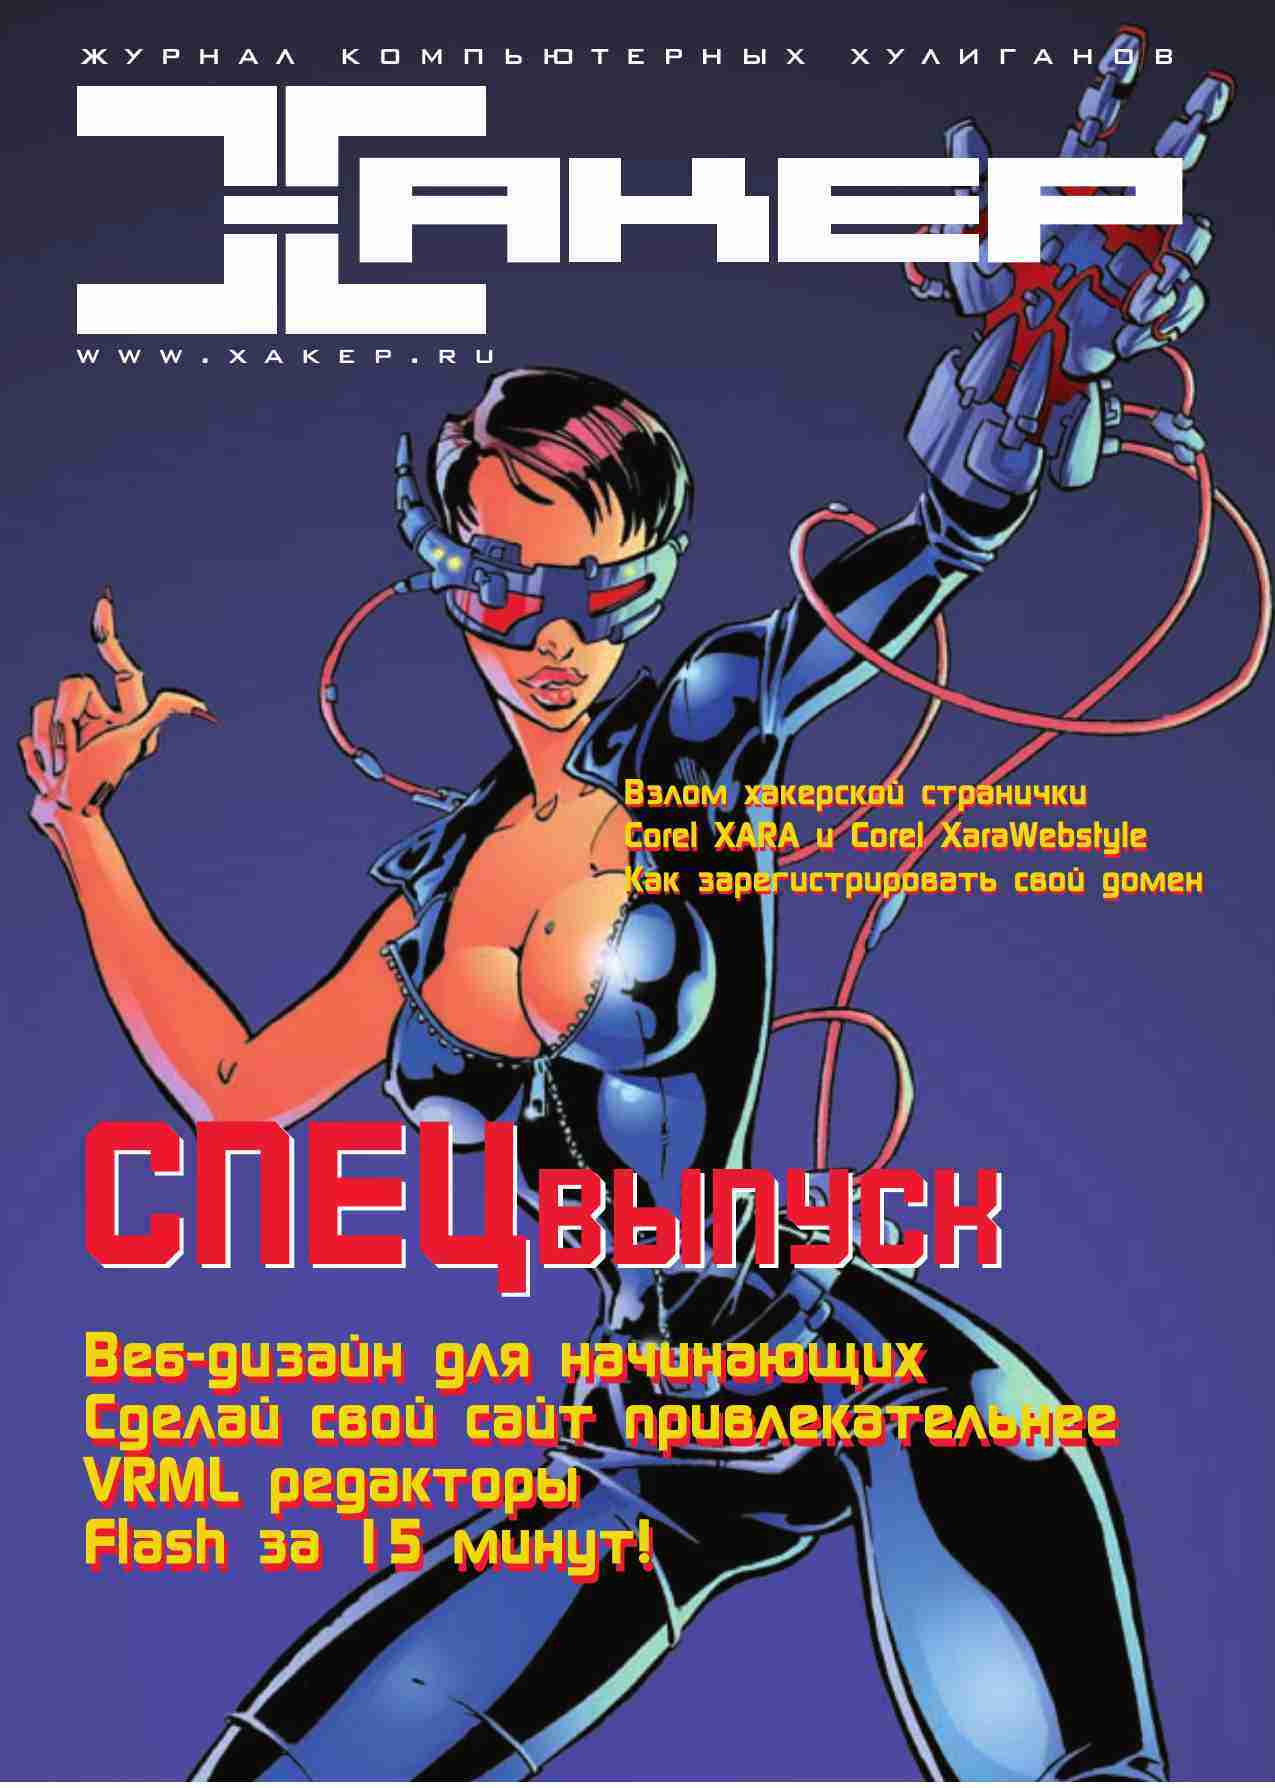 ЖУРНАЛ КОМПЬЮТЕРНЫХ ХУЛИГАНОВ
ХАКЕР
WWW.XAKEP.RU
Взлом хакерской странички
Corel XARA и Corel XaraWebstyle
Как зарегистрировать свой домен
СПЕЦвыпуск
Веб-дизайн для начинающих
Сделай свой сайт привлекательнее
VRML редакторы
Flash за 15 минут!